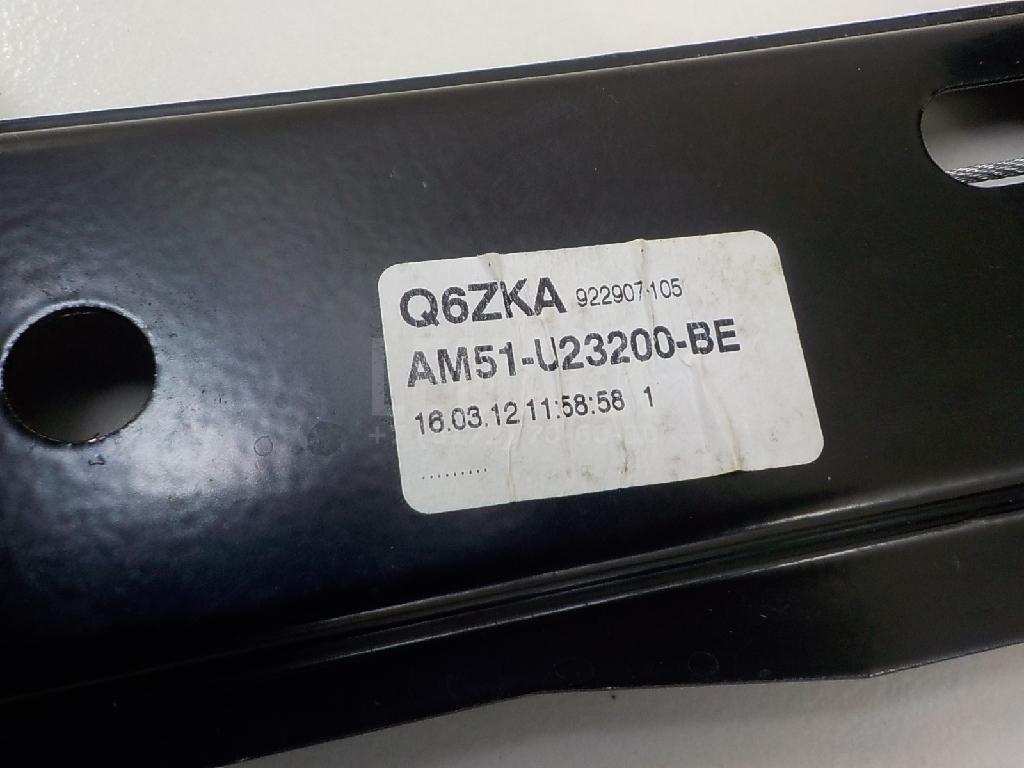 Q6ZKA 922907-105
AM51-U23200-BE
16.03.12 11:58:58 1
.........